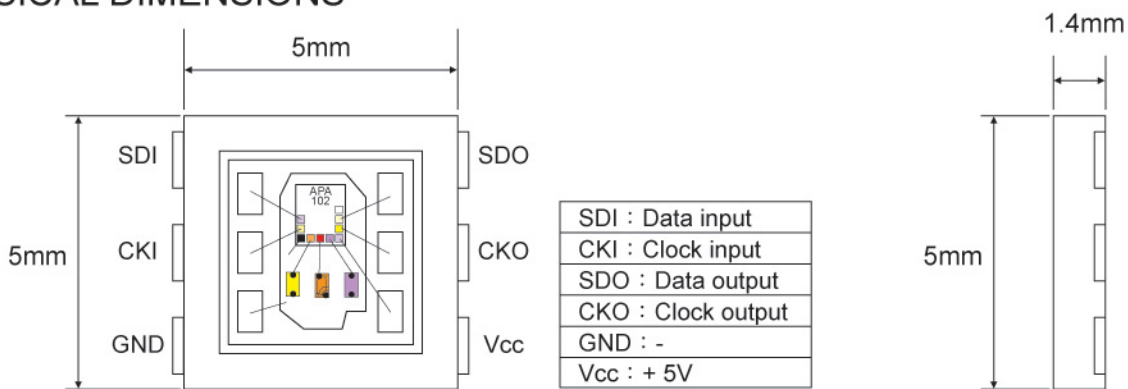 SICAL DIMENSIONS
5mm
1.4mm
5mm
SDI
CKI
GND
APA
102
SDO
CKO
Vcc
SDI : Data input
CKI : Clock input
SDO : Data output
CKO : Clock output
GND : -
Vcc : + 5V
5mm